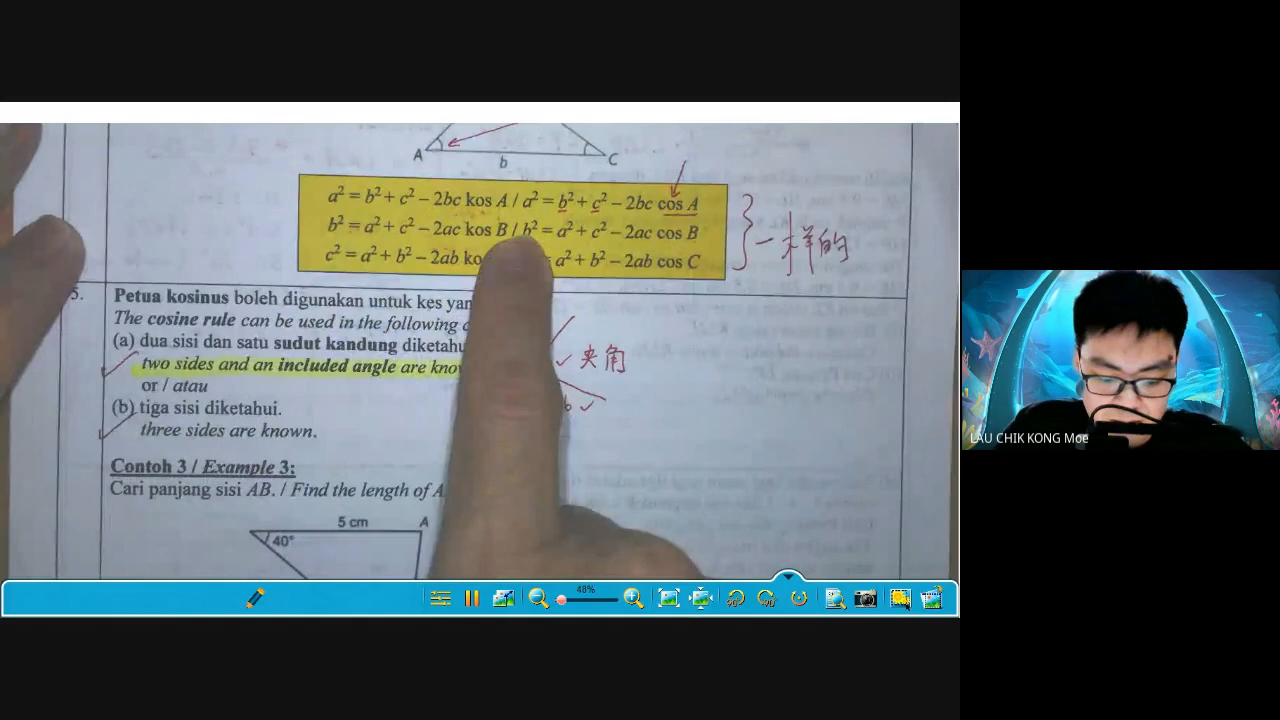 A
b
C
a² = b² + c² − 2bc kos A / a² = b² + c² − 2bc cos A
b² = a² + c² − 2ac kos B / b² = a² + c² − 2ac cos B
c² = a² + b² − 2ab = a² + b² − 2ab cos C
一样的
5.
Petua kosinus boleh digunakan untuk kes
The cosine rule can be used in the following
(a) dua sisi dan satu sudut kandung
two sides and an included angle are
夹角
or / atau
(b) tiga sisi diketahui.
three sides are known.
Contoh 3 / Example 3:
Cari panjang sisi AB. / Find the length of
5 cm
A
40°
48%
LAU CHIK KONG Moe